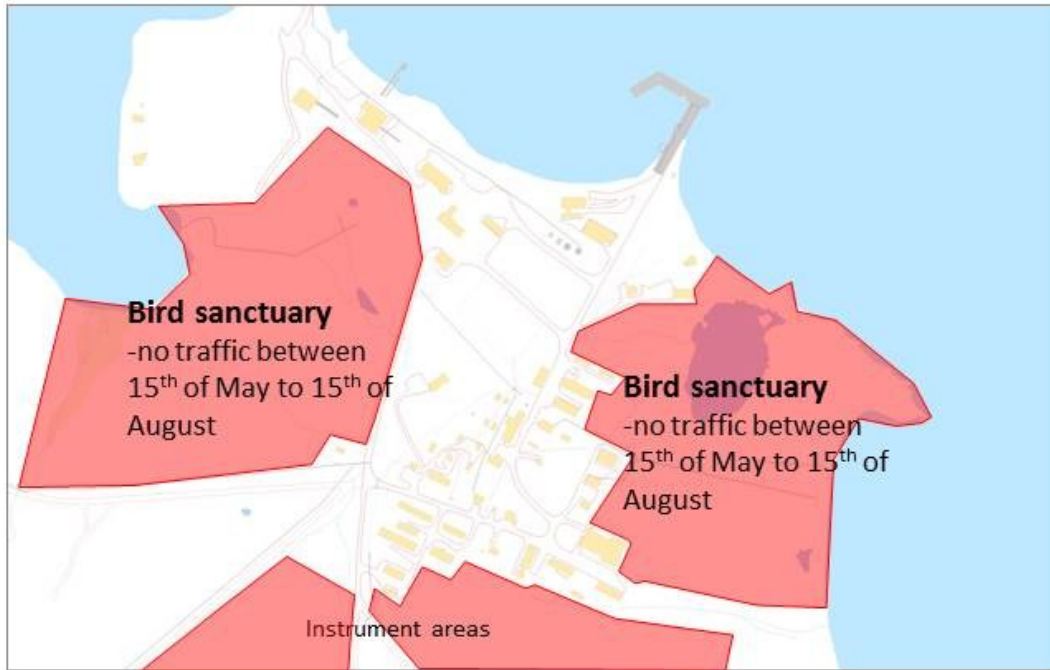 Bird sanctuary
-no traffic between
15th of May to 15th of
August
Bird sanctuary
-no traffic between
15th of May to 15th of
August
Instrument areas